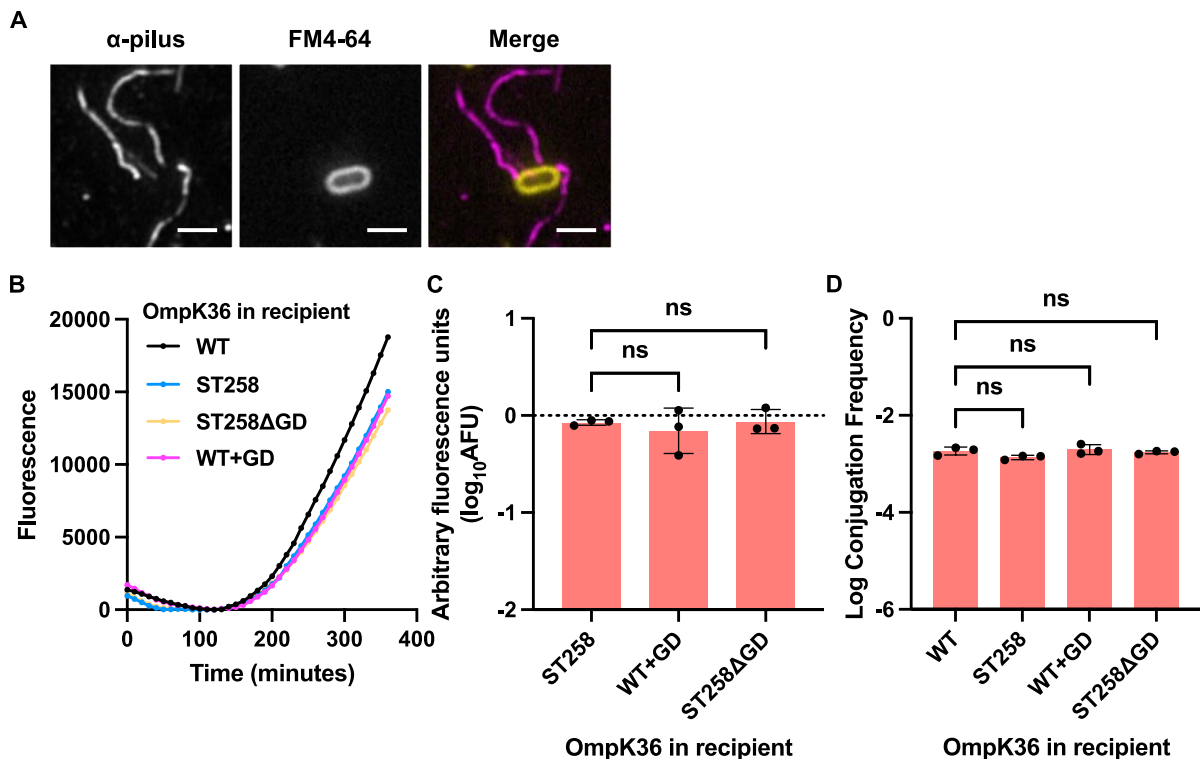 A
α-pilus
FM4-64
Merge
B
OmpK36 in recipient
WT
ST258
ST258ΔGD
WT+GD
20000
15000
10000
5000
0
Fluorescence
0
100
200
300
400
Time (minutes)
C
Arbitrary fluorescence units
(log₁₀AFU)
1
0
-1
-2
ns
ns
ST258
WT+GD
ST258ΔGD
OmpK36 in recipient
D
Log Conjugation Frequency
0
-2
-4
-6
ns
ns
ns
WT
ST258
WT+GD
ST258ΔGD
OmpK36 in recipient